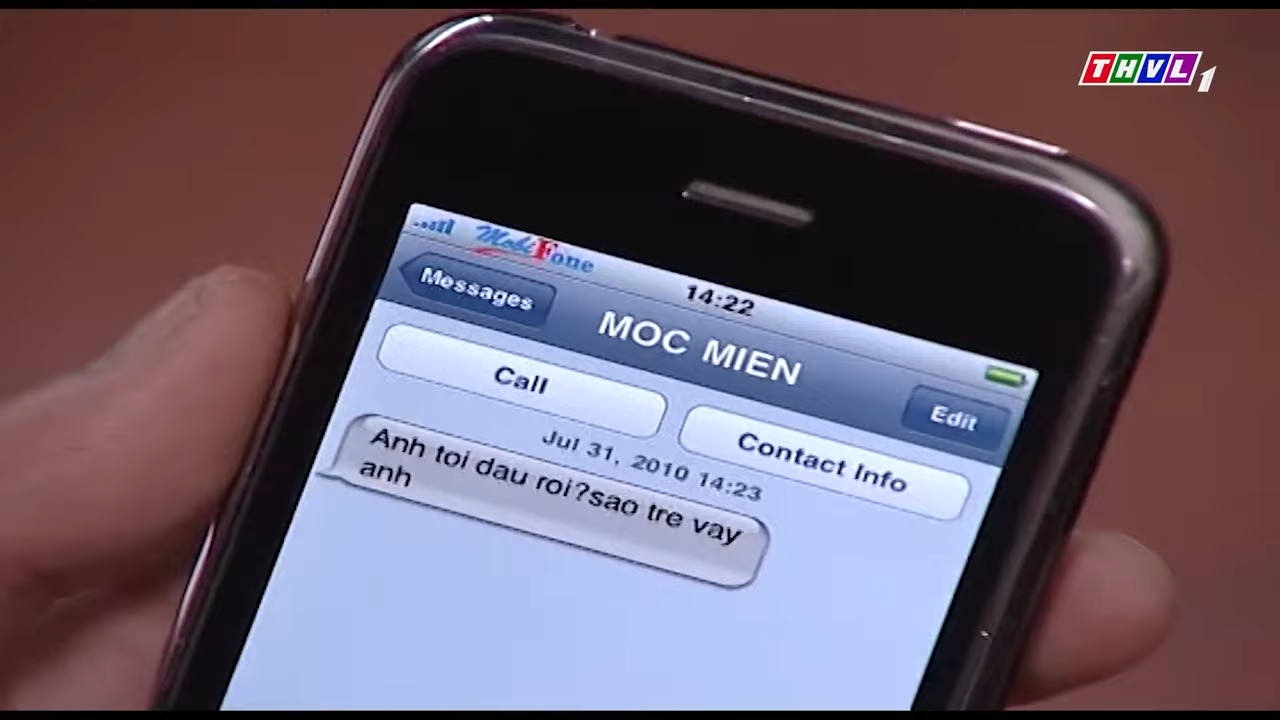 THVL1
MobiFone
14:22
Messages
MOC MIEN
Edit
Call
Contact Info
Jul 31, 2010 14:23
Anh toi dau roi?sao tre vay
anh